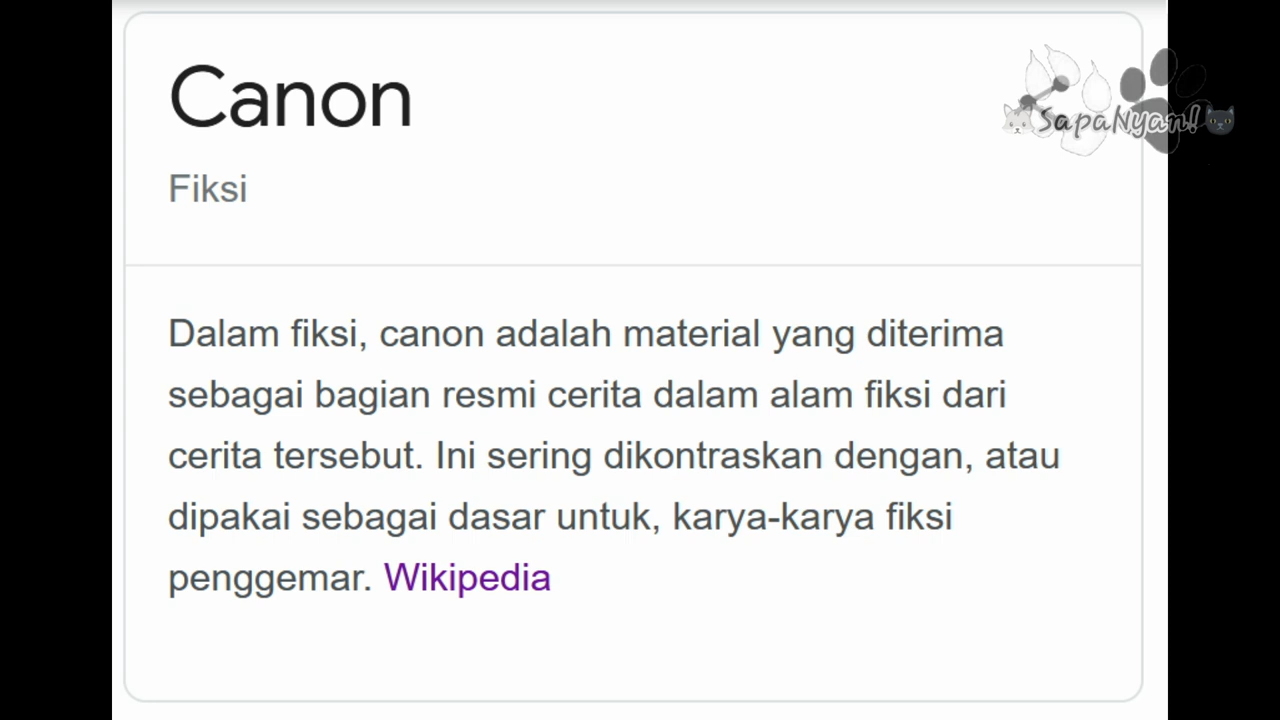 Canon
SapaNyan!
Fiksi
Dalam fiksi, canon adalah material yang diterima
sebagai bagian resmi cerita dalam alam fiksi dari
cerita tersebut. Ini sering dikontraskan dengan, atau
dipakai sebagai dasar untuk, karya-karya fiksi
penggemar. Wikipedia